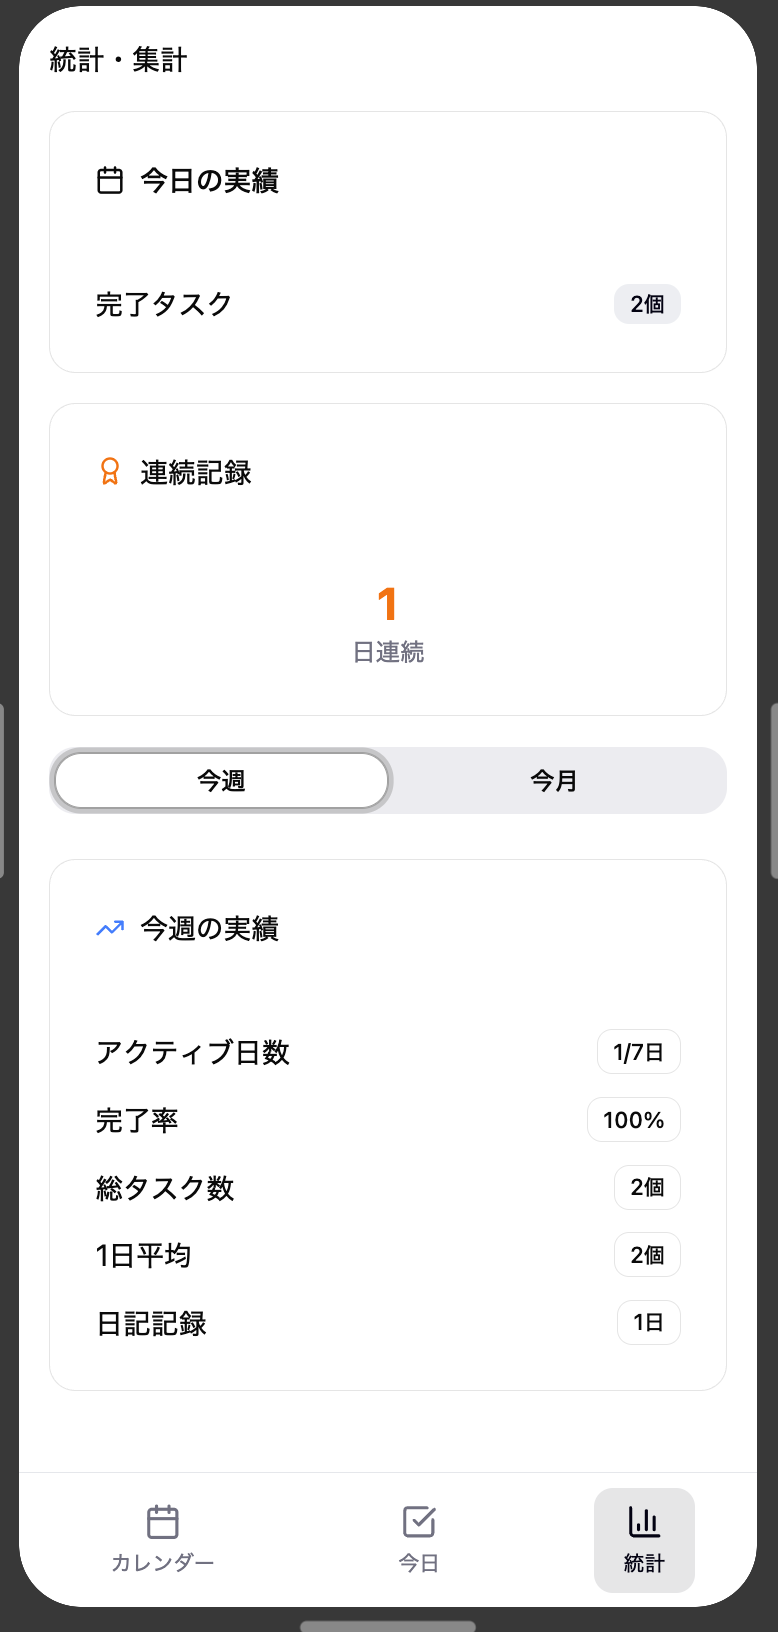 統計・集計
今日の実績
完了タスク 2個
連続記録
1
日連続
今週 今月
今週の実績
アクティブ日数 1/7日
完了率 100%
総タスク数 2個
1日平均 2個
日記記録 1日
カレンダー 今日 統計